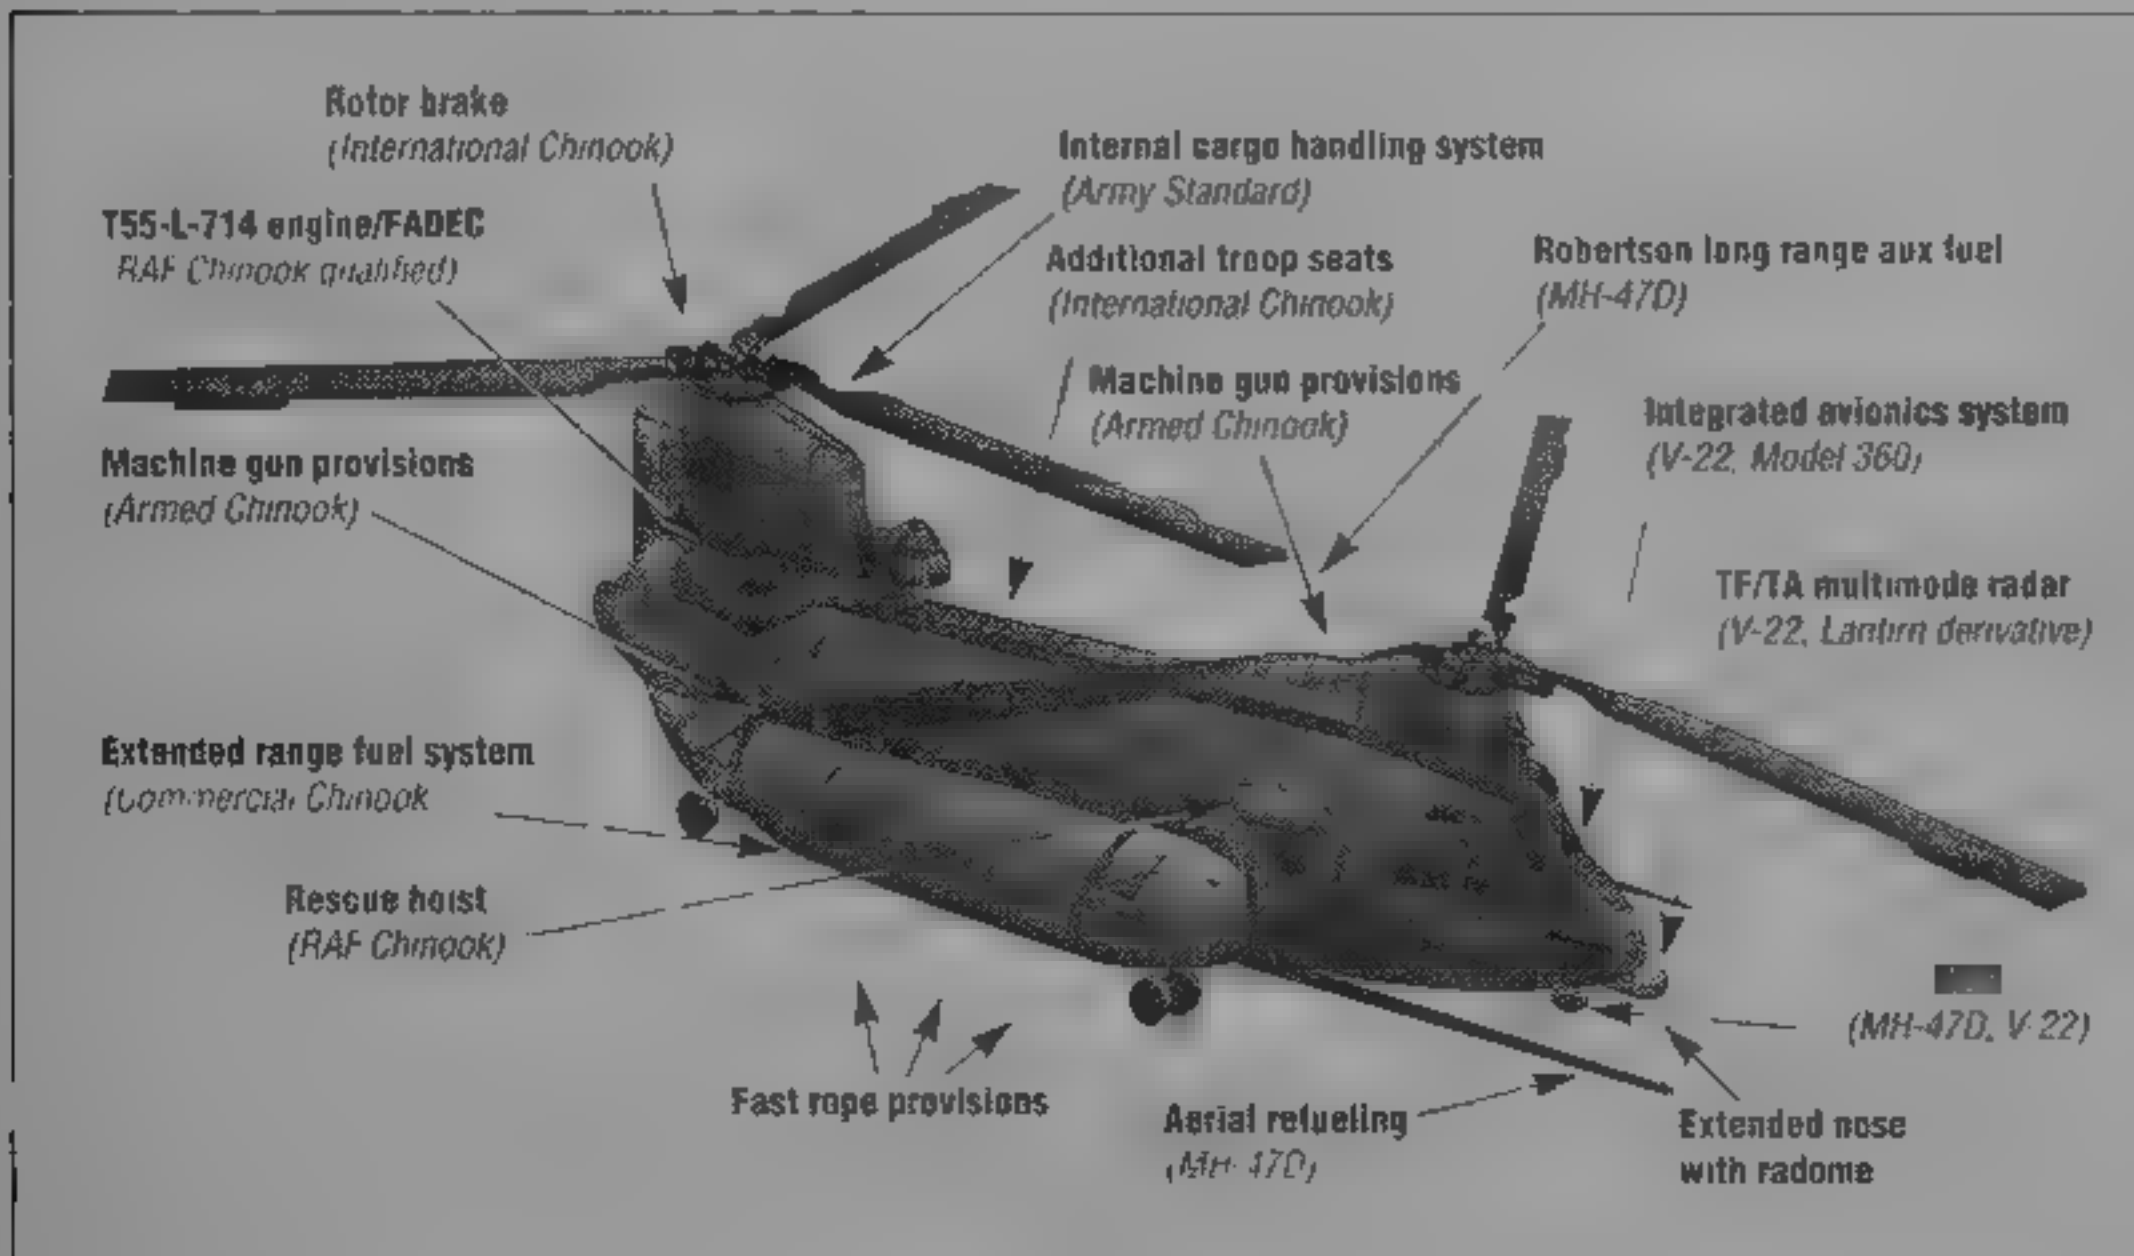 Rotor brake
(International Chinook)
Internal cargo handling system
(Army Standard)
T55-L-714 engine/FADEC
RAF Chinook qualified)
Additional troop seats
(International Chinook)
Robertson long range aux fuel
(MH-47D)
Machine gun provisions
(Armed Chinook)
Integrated avionics system
(V-22, Model 360)
Machine gun provisions
(Armed Chinook)
TF/TA multimode radar
(V-22, Lantirn derivative)
Extended range fuel system
(Commercial Chinook
Rescue hoist
(RAF Chinook)
(MH-47D, V-22)
Fast rope provisions
Aerial refueling
(MH-47D)
Extended nose
with radome